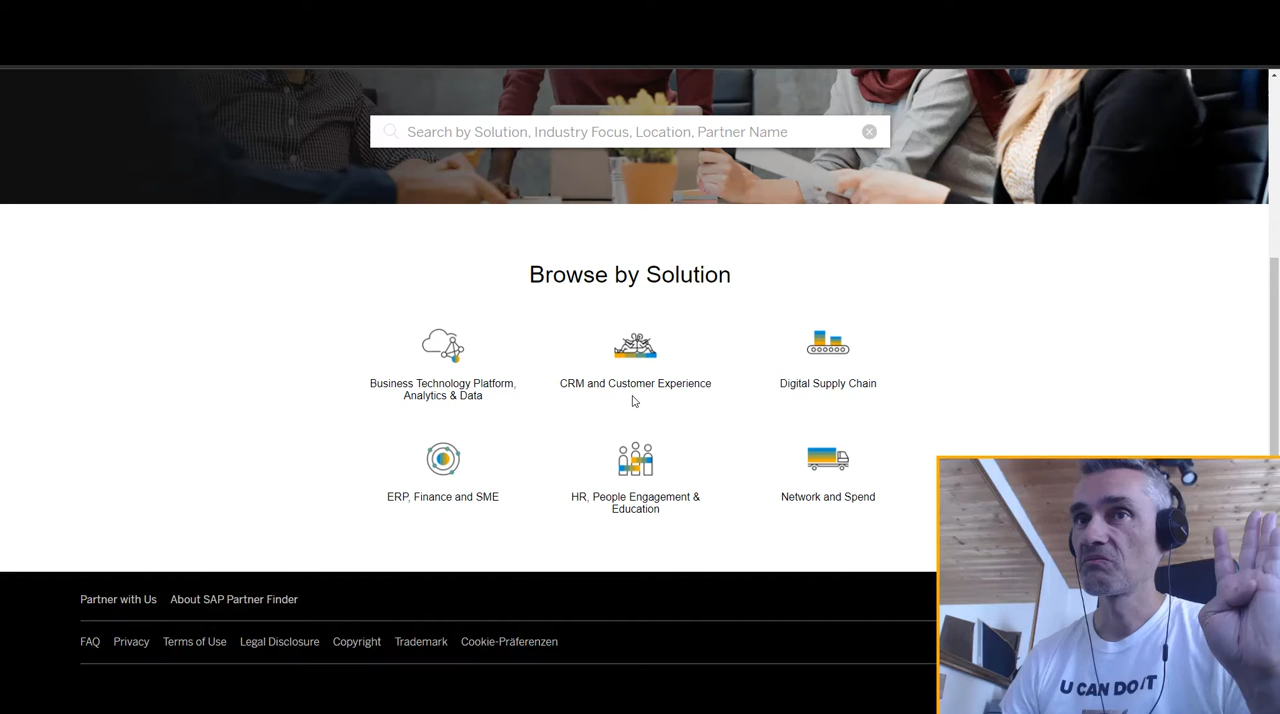 Search by Solution, Industry Focus, Location, Partner Name
Browse by Solution
Business Technology Platform,
Analytics & Data
CRM and Customer Experience
Digital Supply Chain
ERP, Finance and SME
HR, People Engagement &
Education
Network and Spend
Partner with Us About SAP Partner Finder
FAQ Privacy Terms of Use Legal Disclosure Copyright Trademark Cookie-Präferenzen
U CAN DO IT